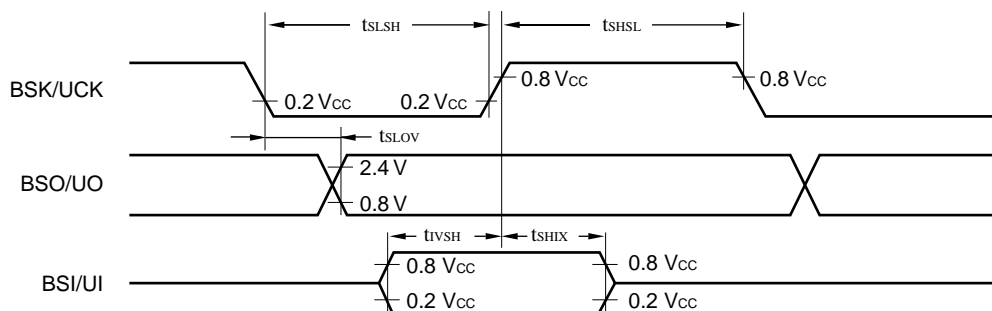 tSLSH
tSHSL
BSK/UCK
0.8 VCC
0.8 VCC
0.2 VCC
0.2 VCC
tSLOV
BSO/UO
2.4 V
0.8 V
tIVSH
tSHIX
BSI/UI
0.8 VCC
0.8 VCC
0.2 VCC
0.2 VCC